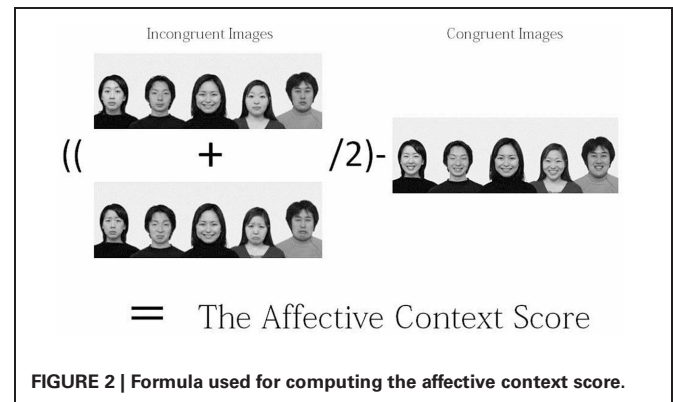 Incongruent Images
Congruent Images
((
+
/2)-
= The Affective Context Score
FIGURE 2 | Formula used for computing the affective context score.